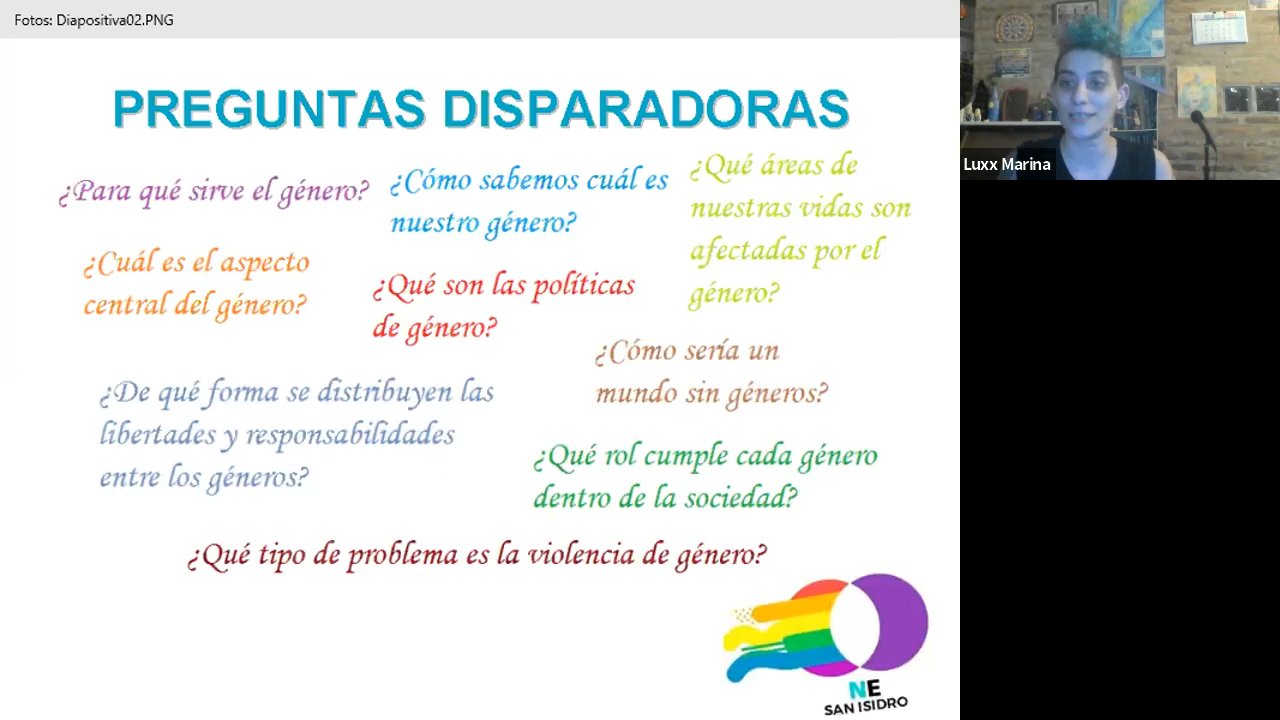 Fotos: Diapositiva02.PNG
PREGUNTAS DISPARADORAS
¿Para qué sirve el género?
¿Cómo sabemos cuál es
nuestro género?
¿Qué áreas de
nuestras vidas son
afectadas por el
género?
¿Cuál es el aspecto
central del género?
¿Qué son las políticas
de género?
¿Cómo sería un
mundo sin géneros?
¿De qué forma se distribuyen las
libertades y responsabilidades
entre los géneros?
¿Qué rol cumple cada género
dentro de la sociedad?
¿Qué tipo de problema es la violencia de género?
NE
SAN ISIDRO
Luxx Marina